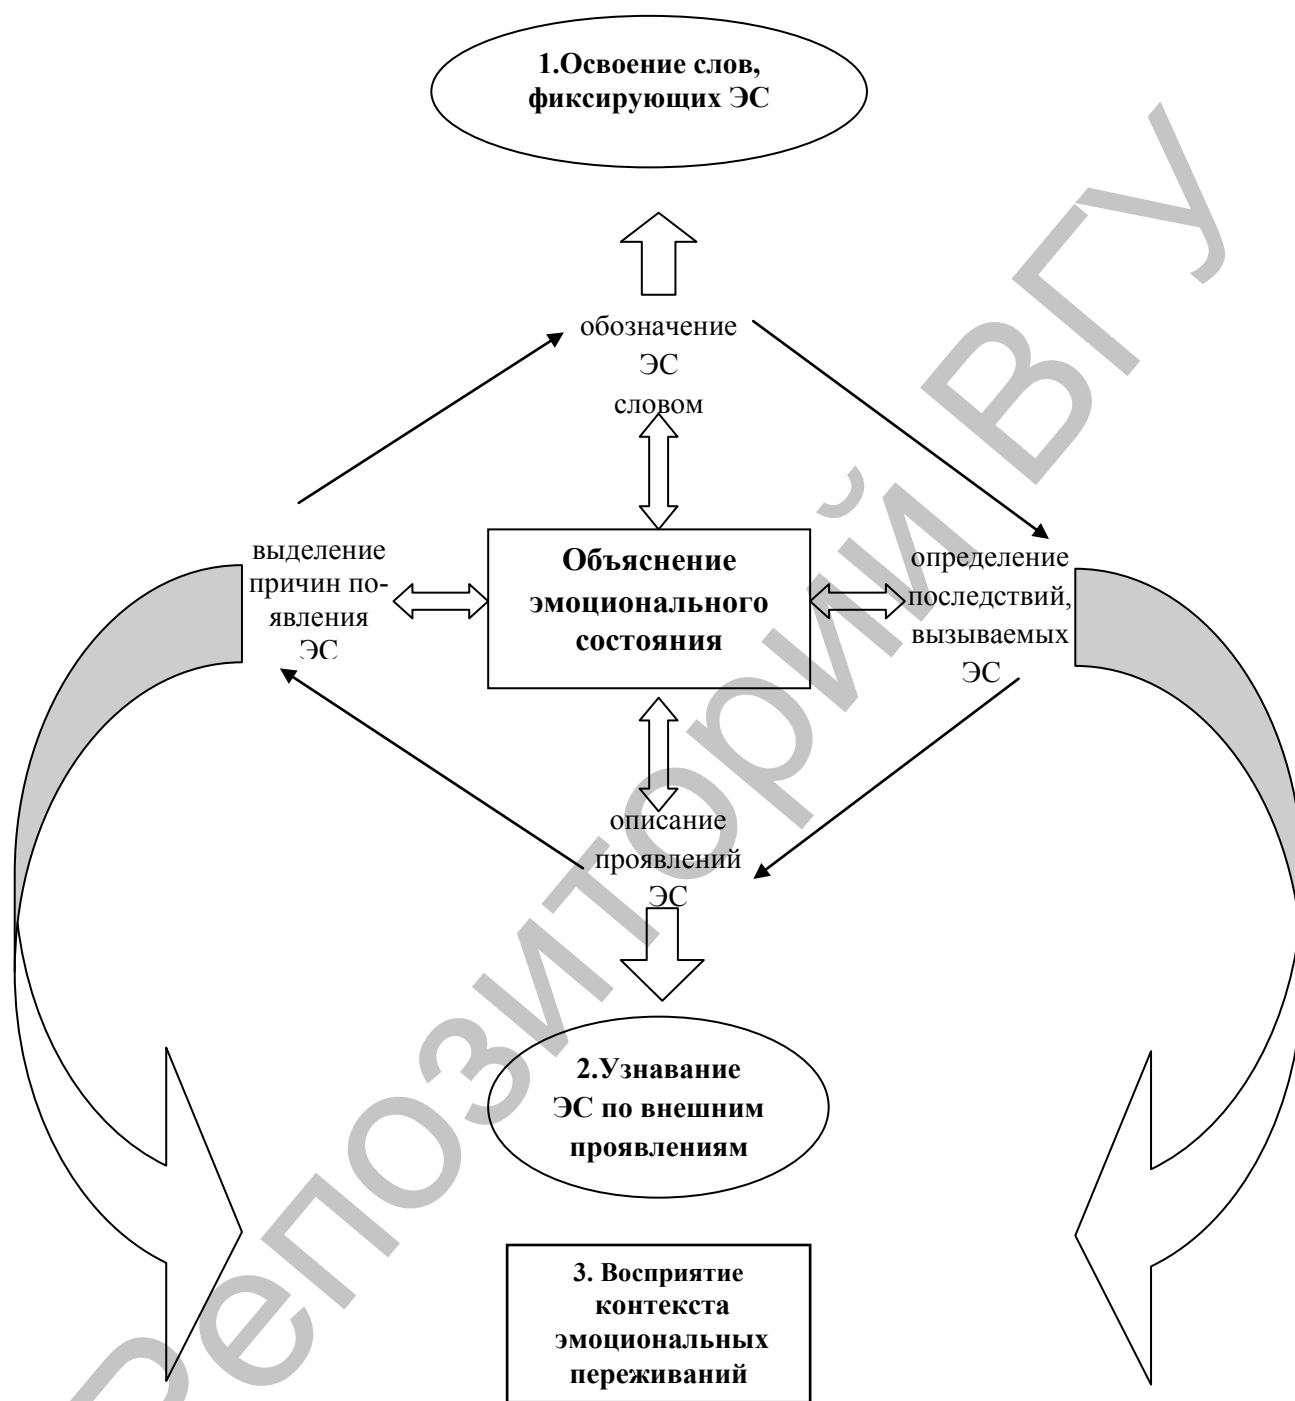 1.Освоение слов,
фиксирующих ЭС
обозначение
ЭС
словом
выделение
причин по-
явления
ЭС
Объяснение
эмоционального
состояния
определение
последствий,
вызываемых
ЭС
описание
проявлений
ЭС
2.Узнавание
ЭС по внешним
проявлениям
3. Восприятие
контекста
эмоциональных
переживаний
Репозиторий ВГУ